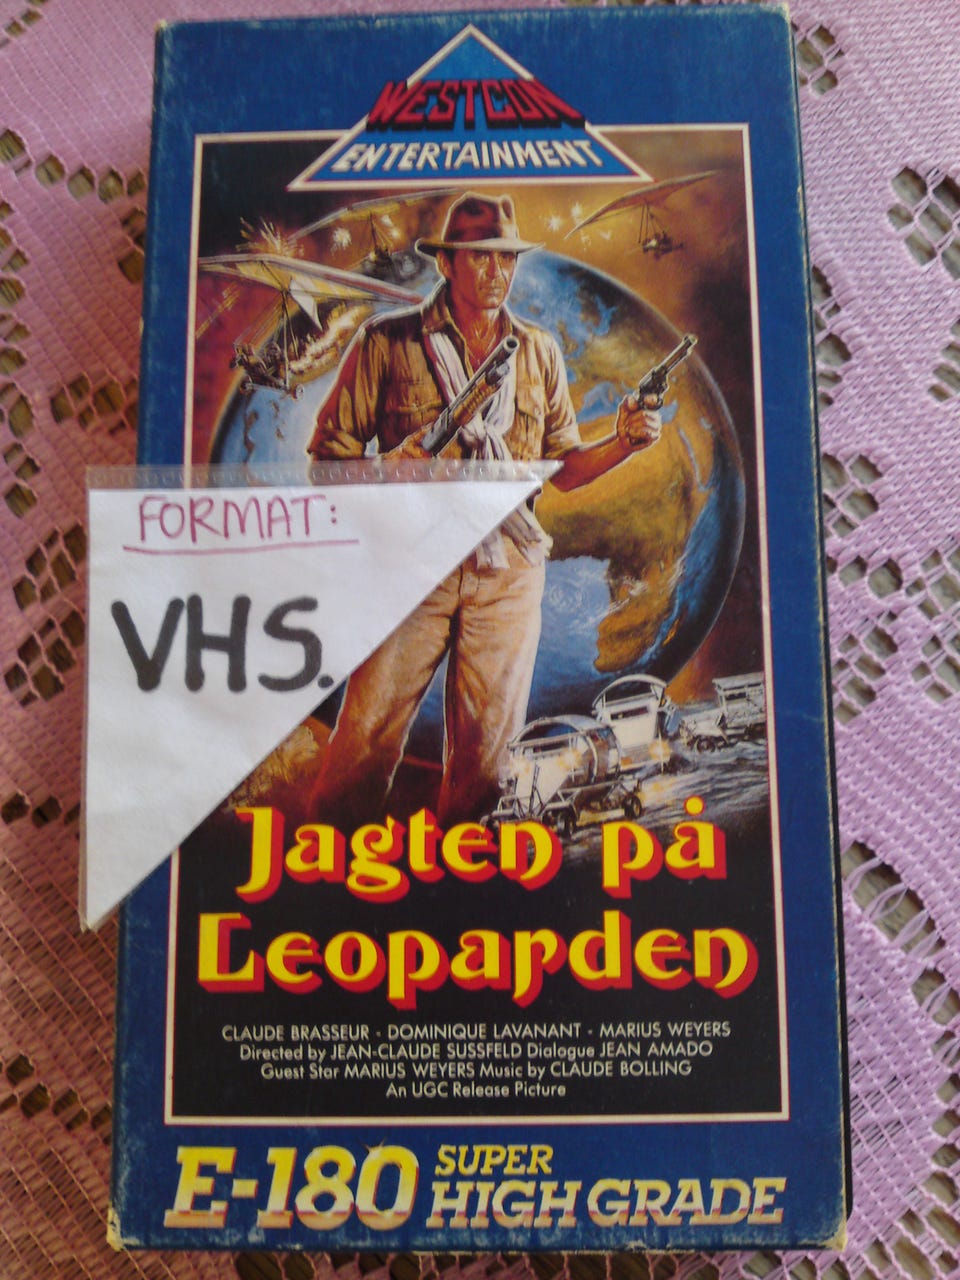 WESTCOM
ENTERTAINMENT
FORMAT:
VHS.
Jagten på
Leoparden
CLAUDE BRASSEUR - DOMINIQUE LAVANANT - MARIUS WEYERS
Directed by JEAN-CLAUDE SUSSFELD Dialogue JEAN AMADO
Guest Star MARIUS WEYERS Music by CLAUDE BOLLING
An UGC Release Picture
E-180 SUPER
HIGH GRADE